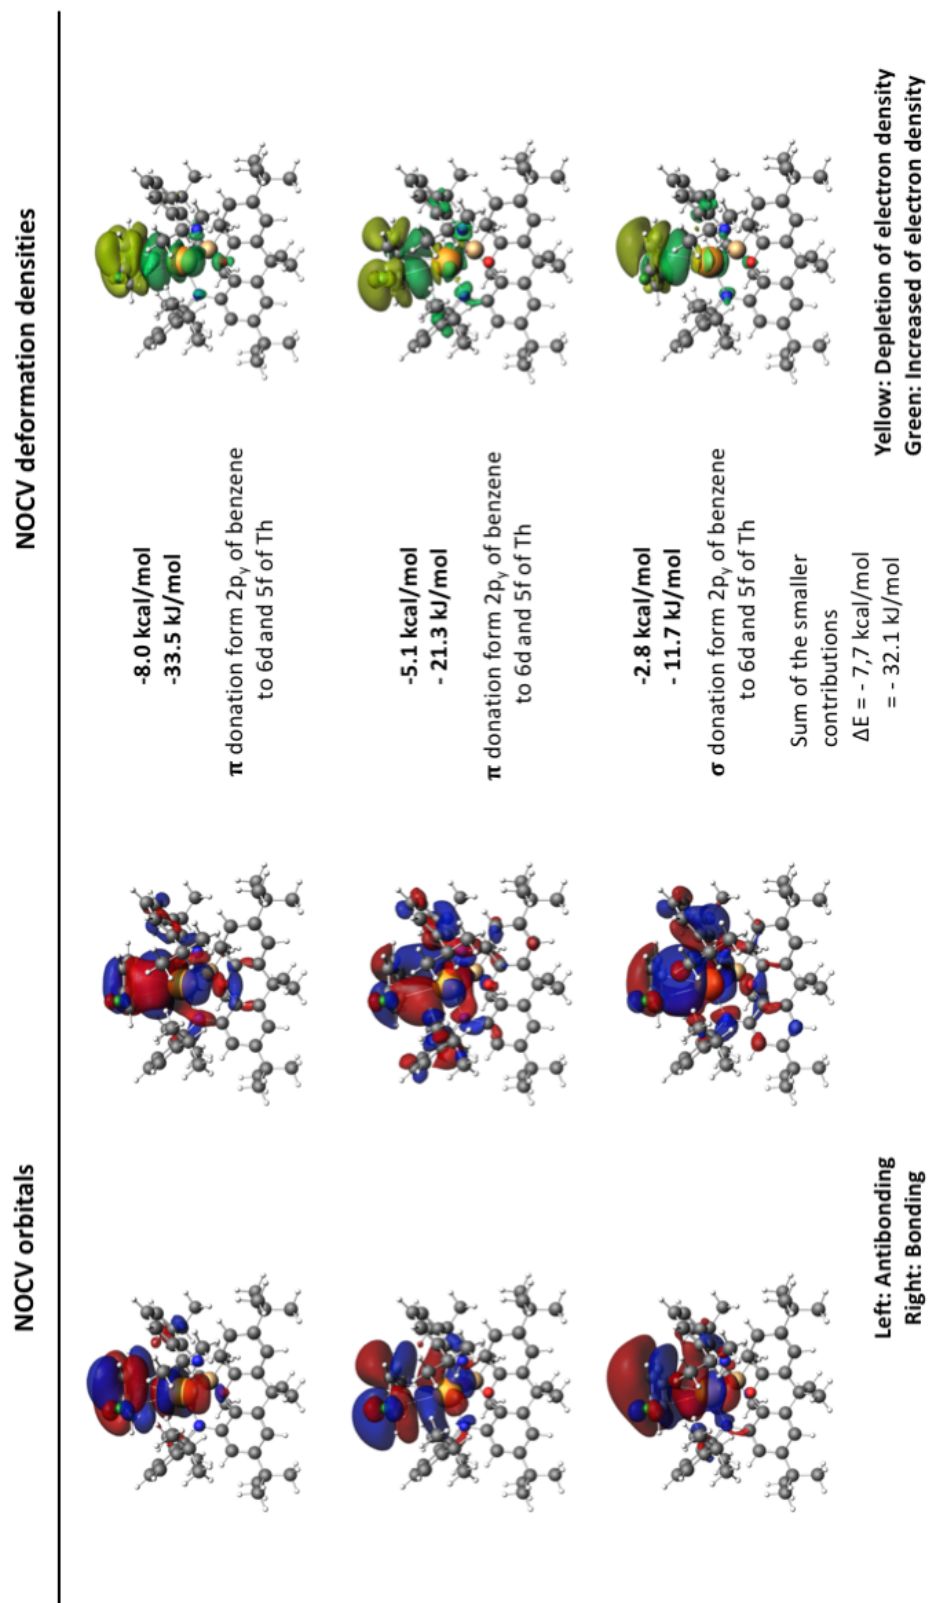 NOCV orbitals
NOCV deformation densities
-8.0 kcal/mol
-33.5 kJ/mol
π donation form 2py of benzene
to 6d and 5f of Th
-5.1 kcal/mol
- 21.3 kJ/mol
π donation form 2py of benzene
to 6d and 5f of Th
-2.8 kcal/mol
- 11.7 kJ/mol
σ donation form 2py of benzene
to 6d and 5f of Th
Sum of the smaller
contributions
ΔE = - 7,7 kcal/mol
= - 32.1 kJ/mol
Left: Antibonding
Right: Bonding
Yellow: Depletion of electron density
Green: Increased of electron density